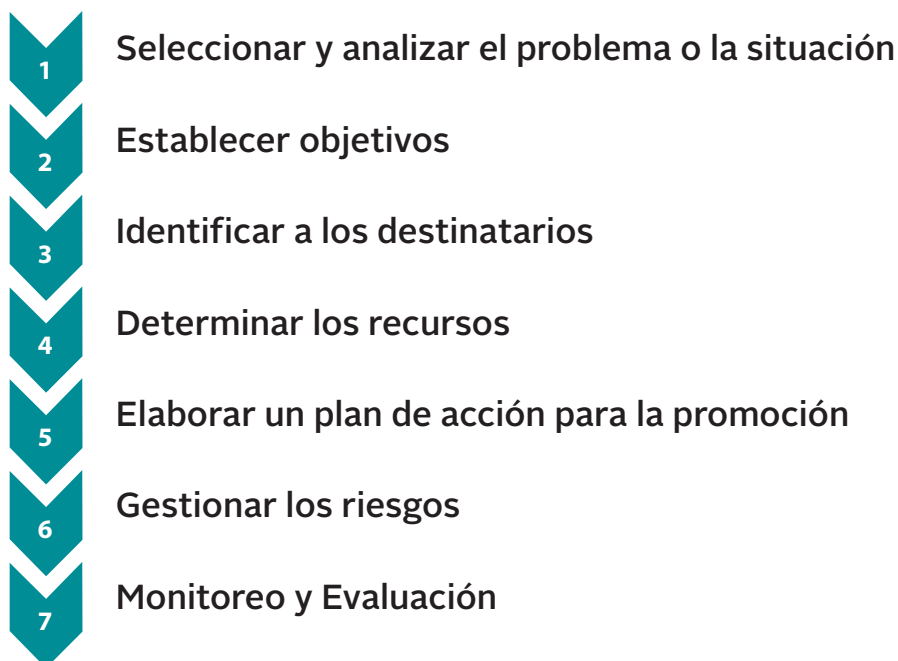 1 Seleccionar y analizar el problema o la situación
2 Establecer objetivos
3 Identificar a los destinatarios
4 Determinar los recursos
5 Elaborar un plan de acción para la promoción
6 Gestionar los riesgos
7 Monitoreo y Evaluación